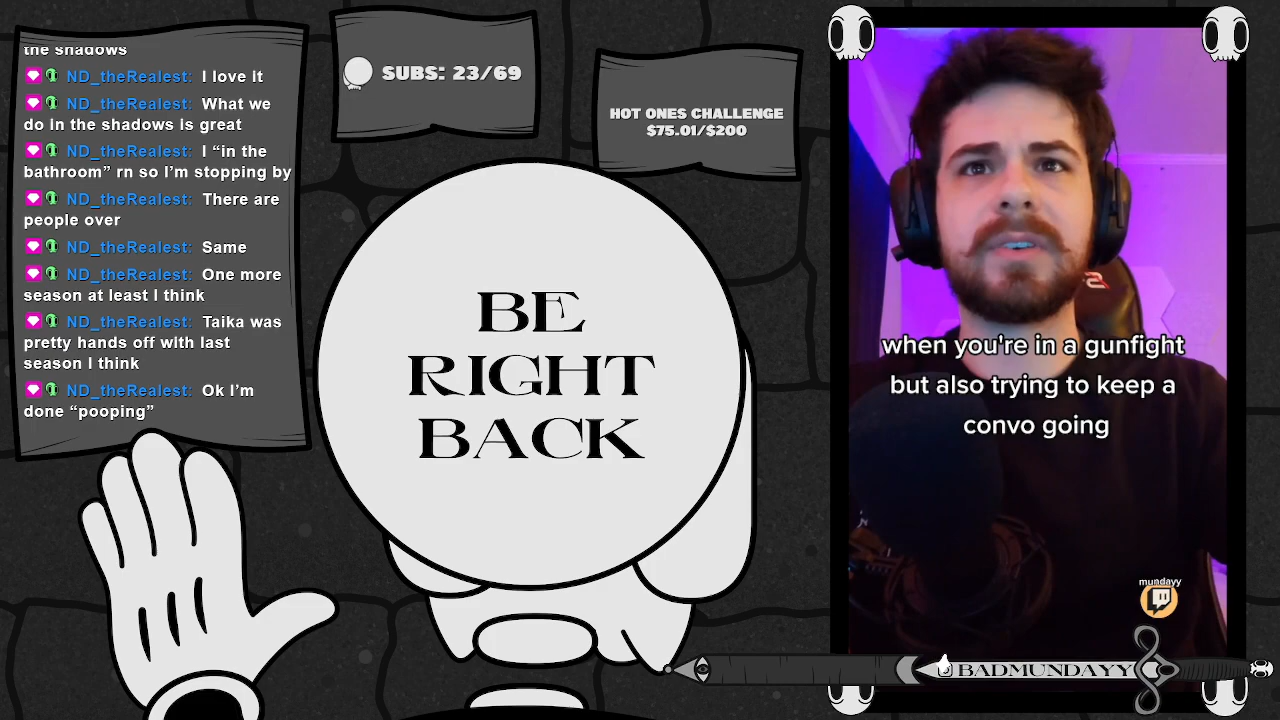 the shadows
ND_theRealest: I love it
ND_theRealest: What we
do in the shadows is great
ND_theRealest: I “in the
bathroom” rn so I’m stopping by
ND_theRealest: There are
people over
ND_theRealest: Same
ND_theRealest: One more
season at least I think
ND_theRealest: Taika was
pretty hands off with last
season I think
ND_theRealest: Ok I’m
done “pooping”
SUBS: 23/69
HOT ONES CHALLENGE
$75.01/$200
BE
RIGHT
BACK
when you're in a gunfight
but also trying to keep a
convo going
mundayy
BADMUNDAYY